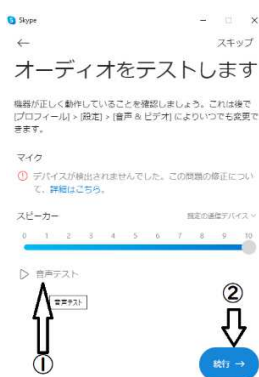 Skype
スキップ
オーディオをテストします
機器が正しく動作していることを確認しましょう。これは後で
[プロフィール] > [設定] > [音声 & ビデオ] によりいつでも変更で
きます。
マイク
デバイスが検出されませんでした。この問題の修正につい
て、詳細はこちら。
スピーカー 既定の通信デバイス
0 1 2 3 4 5 6 7 8 9 10
音声テスト
音声テスト
②
①
続行 →